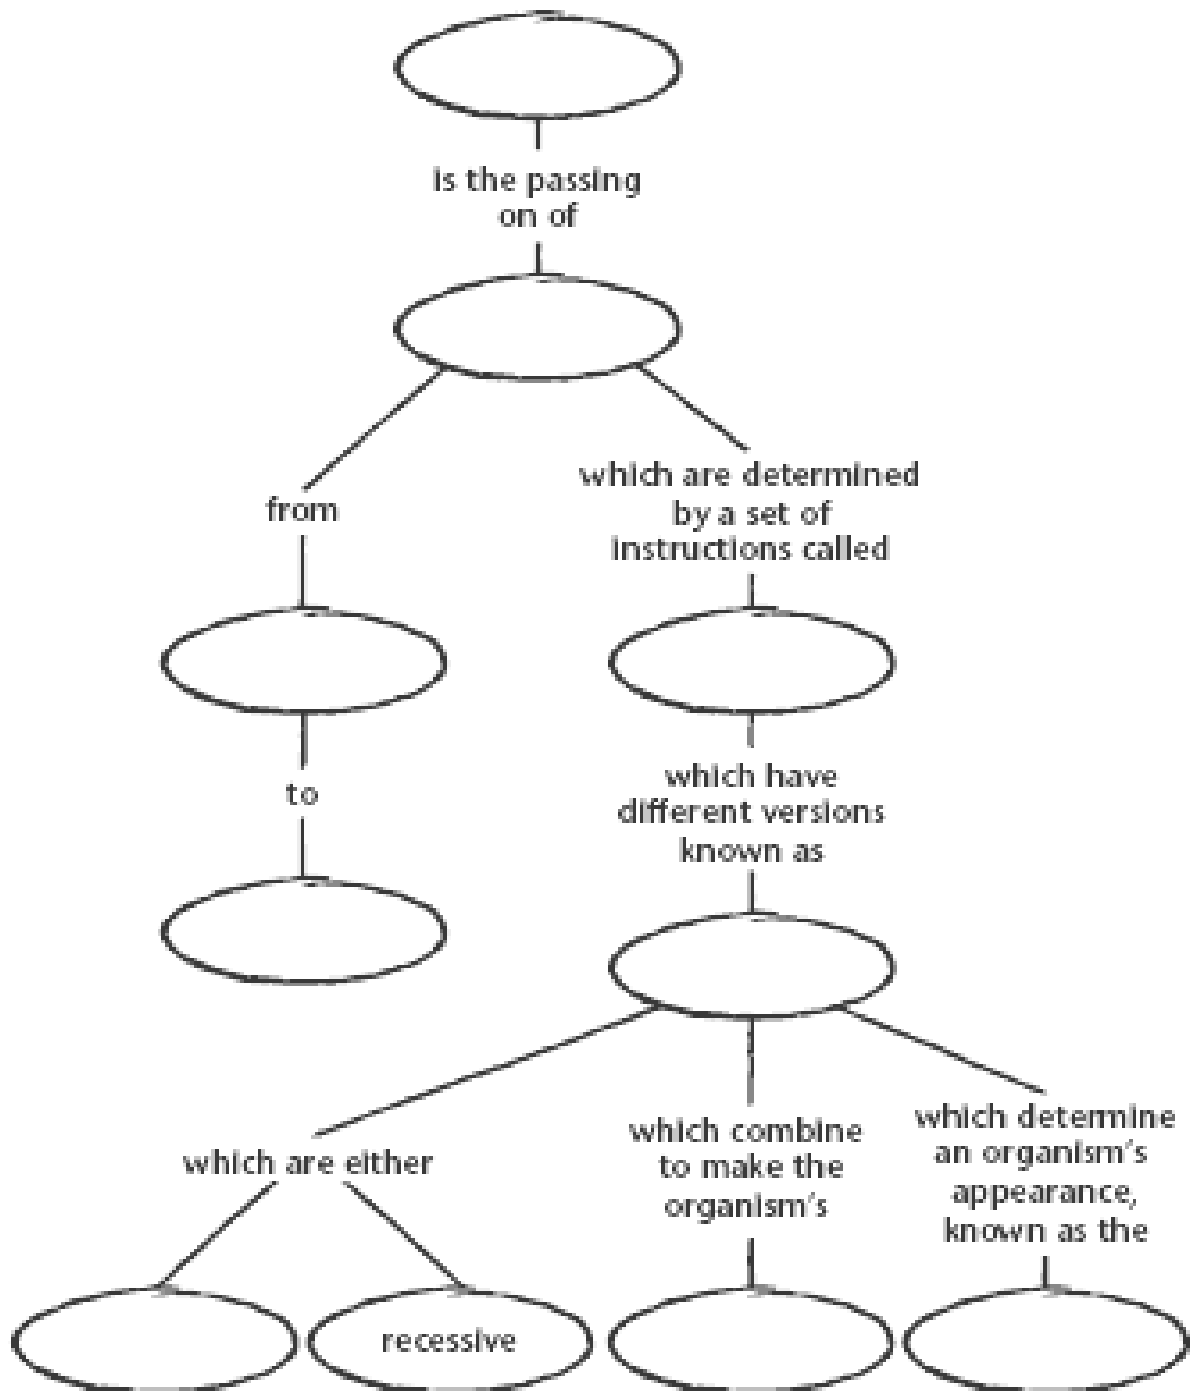 is the passing
on of
from
which are determined
by a set of
instructions called
to
which have
different versions
known as
which are either
which combine
to make the
organism's
which determine
an organism's
appearance,
known as the
recessive